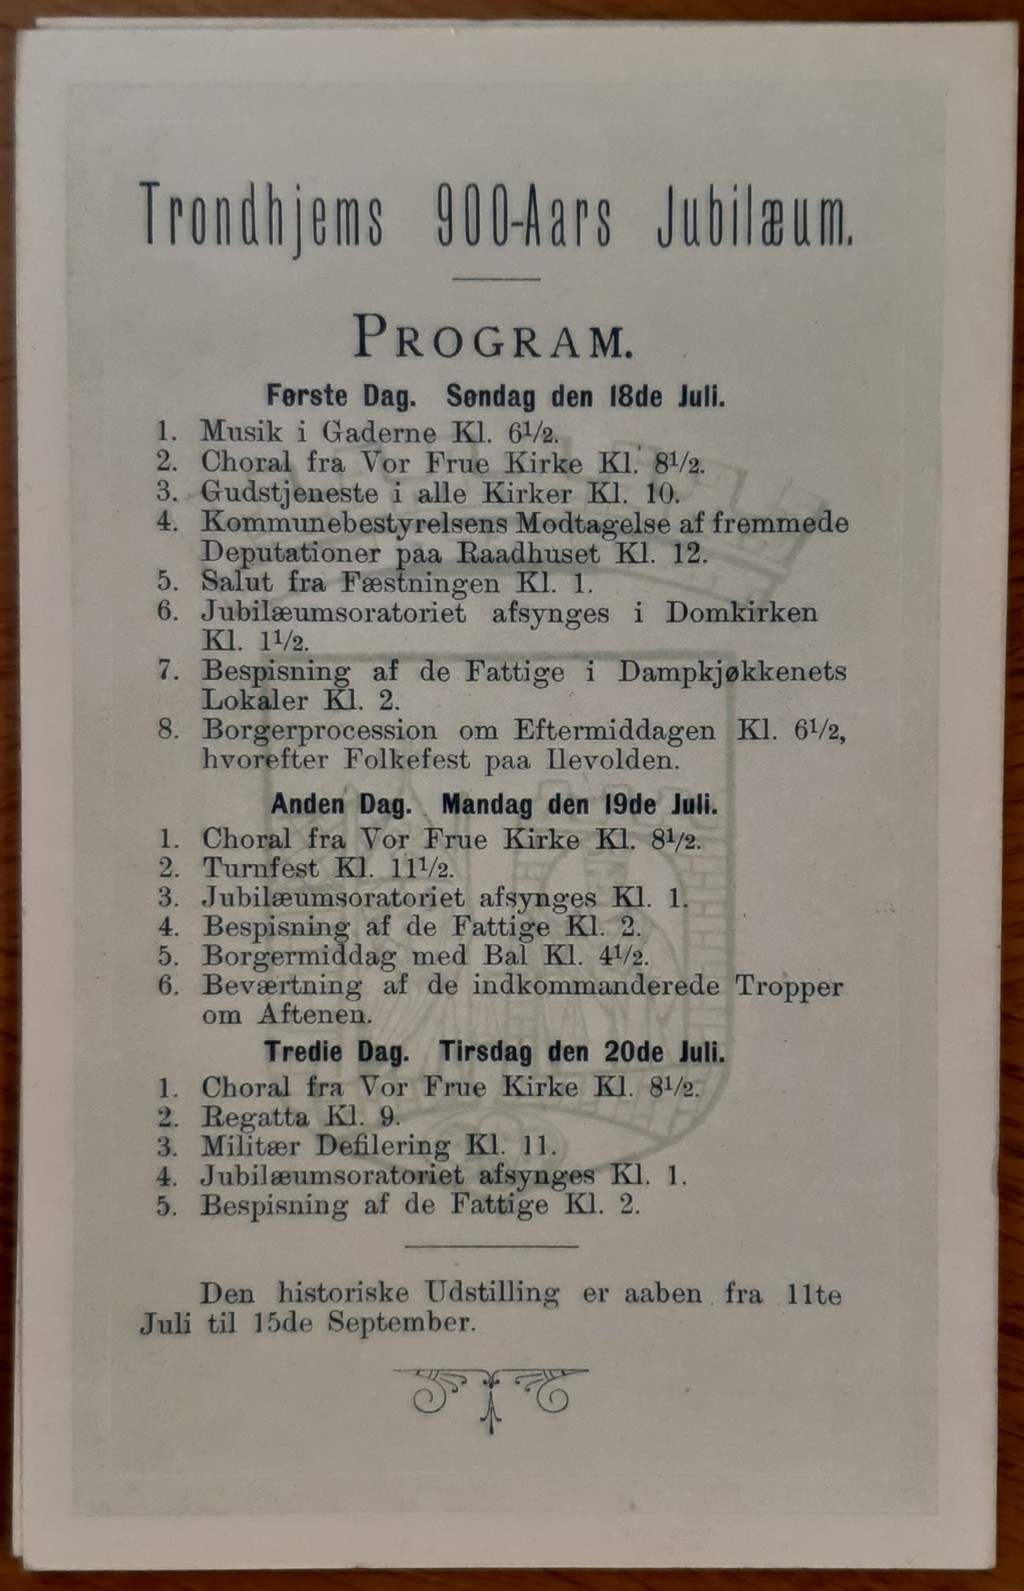 Trondhjems 900-Aars Jubilæum.
PROGRAM.
Første Dag. Søndag den 18de Juli.
1. Musik i Gaderne Kl. 6½.
2. Choral fra Vor Frue Kirke Kl. 8½.
3. Gudstjeneste i alle Kirker Kl. 10.
4. Kommunebestyrelsens Modtagelse af fremmede
Deputationer paa Raadhuset Kl. 12.
5. Salut fra Fæstningen Kl. 1.
6. Jubilæumsoratoriet afsynges i Domkirken
Kl. 1½.
7. Bespisning af de Fattige i Dampkjøkkenets
Lokaler Kl. 2.
8. Borgerprocession om Eftermiddagen Kl. 6½,
hvorefter Folkefest paa Ilevolden.
Anden Dag. Mandag den 19de Juli.
1. Choral fra Vor Frue Kirke Kl. 8½.
2. Turnfest Kl. 11½.
3. Jubilæumsoratoriet afsynges Kl. 1.
4. Bespisning af de Fattige Kl. 2.
5. Borgermiddag med Bal Kl. 4½.
6. Beværtning af de indkommanderede Tropper
om Aftenen.
Tredie Dag. Tirsdag den 20de Juli.
1. Choral fra Vor Frue Kirke Kl. 8½.
2. Regatta Kl. 9.
3. Militær Defilering Kl. 11.
4. Jubilæumsoratoriet afsynges Kl. 1.
5. Bespisning af de Fattige Kl. 2.
Den historiske Udstilling er aaben fra 11te
Juli til 15de September.